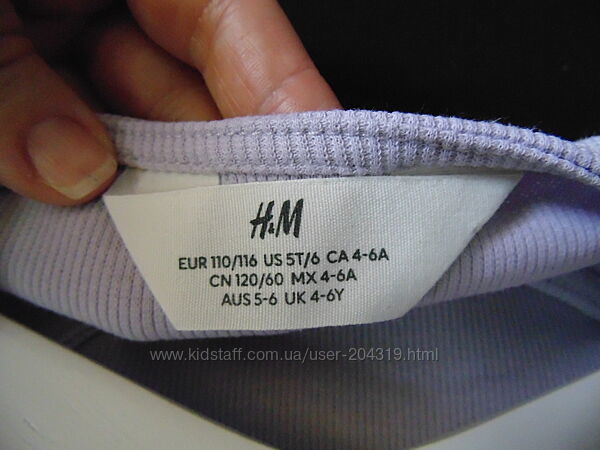 H&M
EUR 110/116 US 5T/6 CA 4-6A
CN 120/60 MX 4-6A
AUS 5-6 UK 4-6Y
www.kidstaff.com.ua/user-204319.html